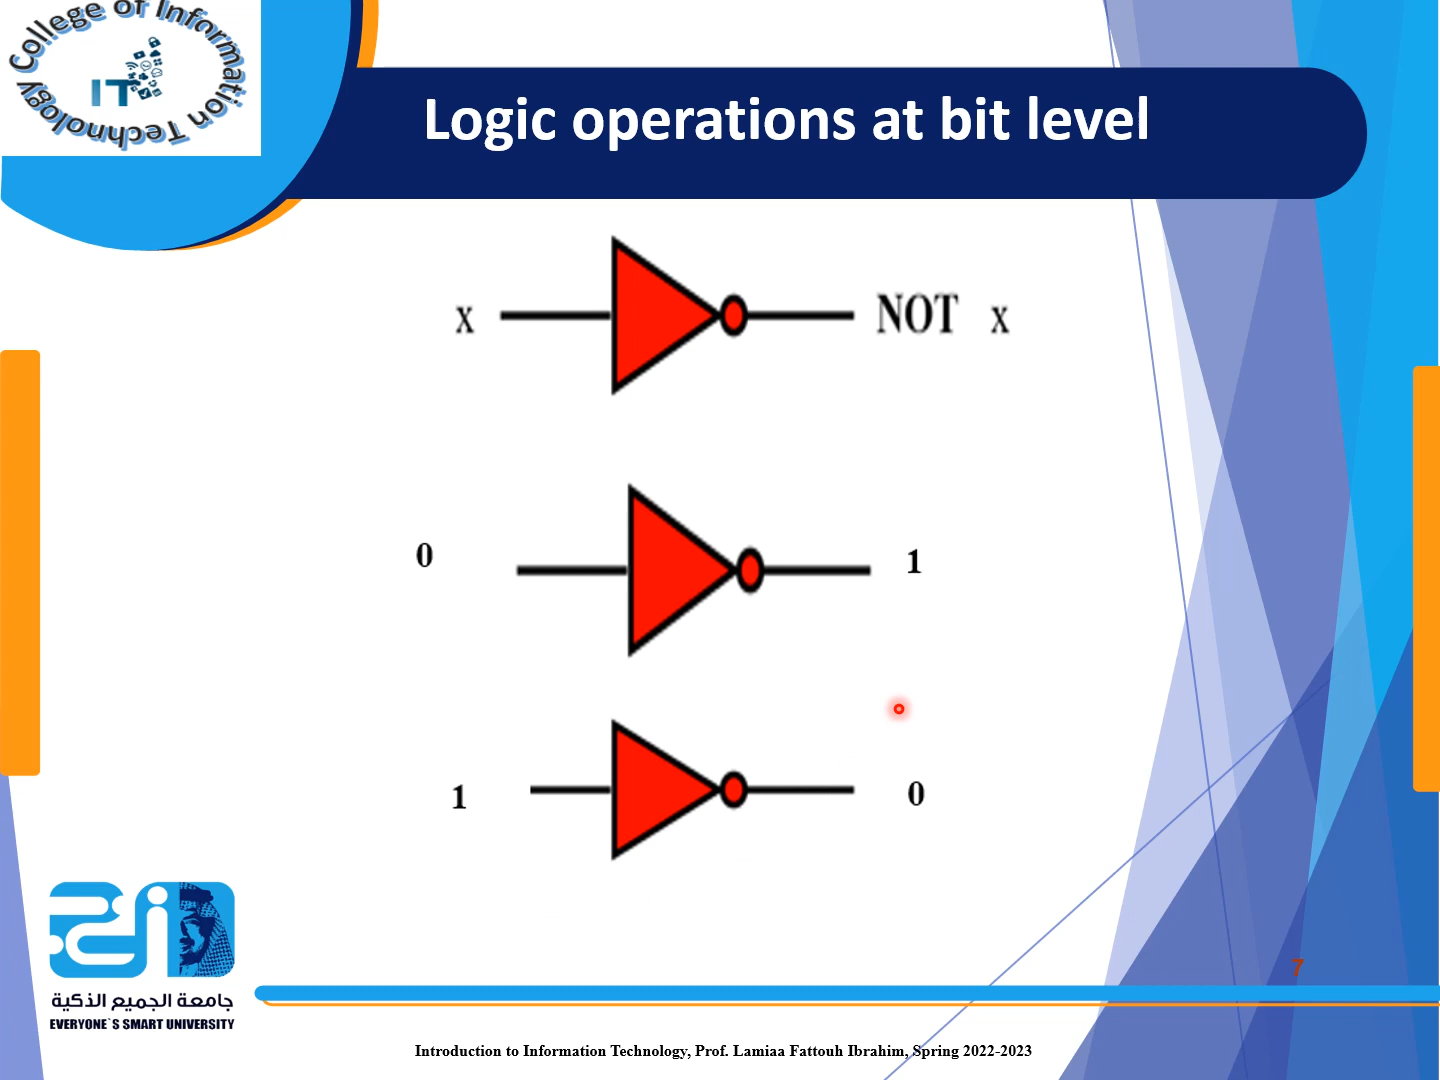 College of Information Technology
IT
Logic operations at bit level
x NOT x
0 1
1 0
7
جامعة الجميع الذكية
EVERYONE`S SMART UNIVERSITY
Introduction to Information Technology, Prof. Lamiaa Fattouh Ibrahim, Spring 2022-2023